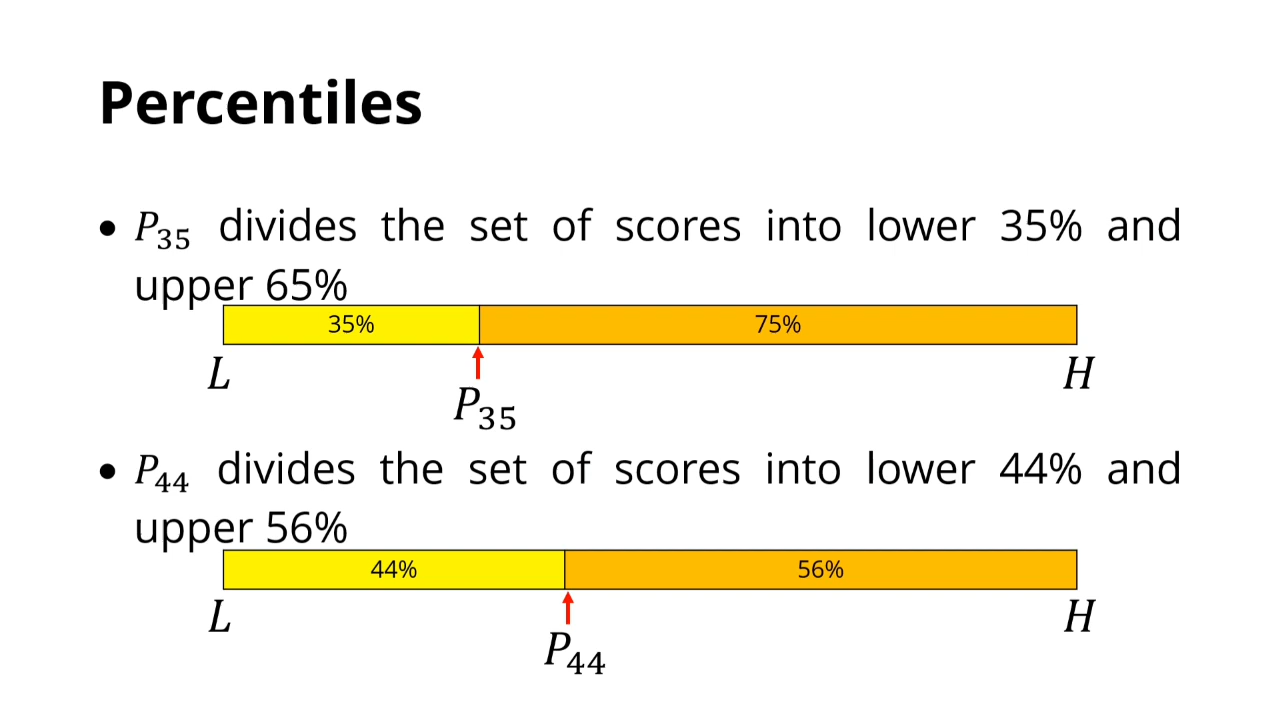 Percentiles
• P₃₅ divides the set of scores into lower 35% and
upper 65%
35% 75%
L H
P₃₅
• P₄₄ divides the set of scores into lower 44% and
upper 56%
44% 56%
L H
P₄₄